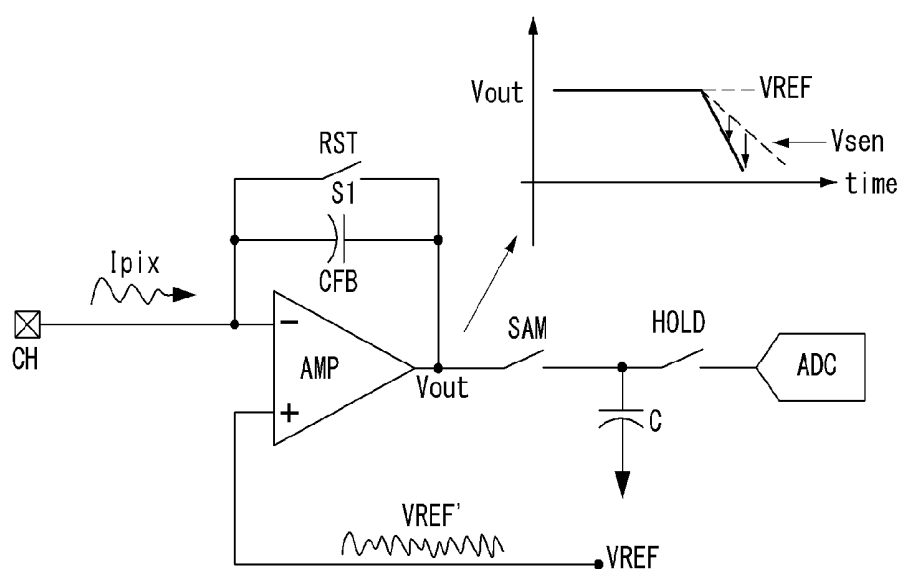 Vout
VREF
Vsen
time
RST
S1
CFB
Ipix
CH
AMP
−
+
Vout
SAM
HOLD
ADC
C
VREF'
VREF